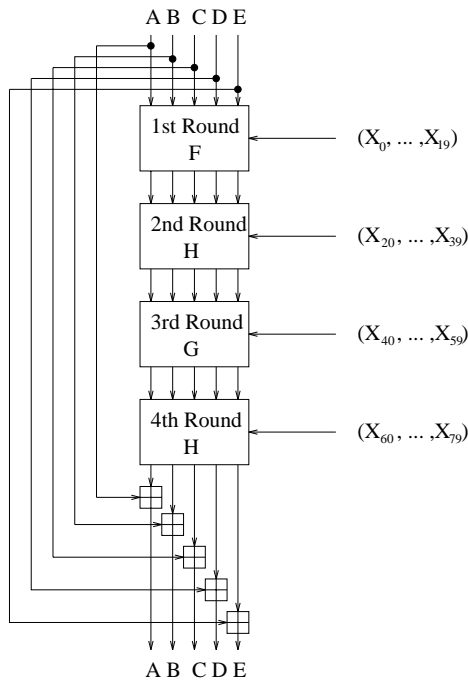 A B C D E
1st Round
F
(X₀, ... ,X₁₉)
2nd Round
H
(X₂₀, ... ,X₃₉)
3rd Round
G
(X₄₀, ... ,X₅₉)
4th Round
H
(X₆₀, ... ,X₇₉)
A B C D E